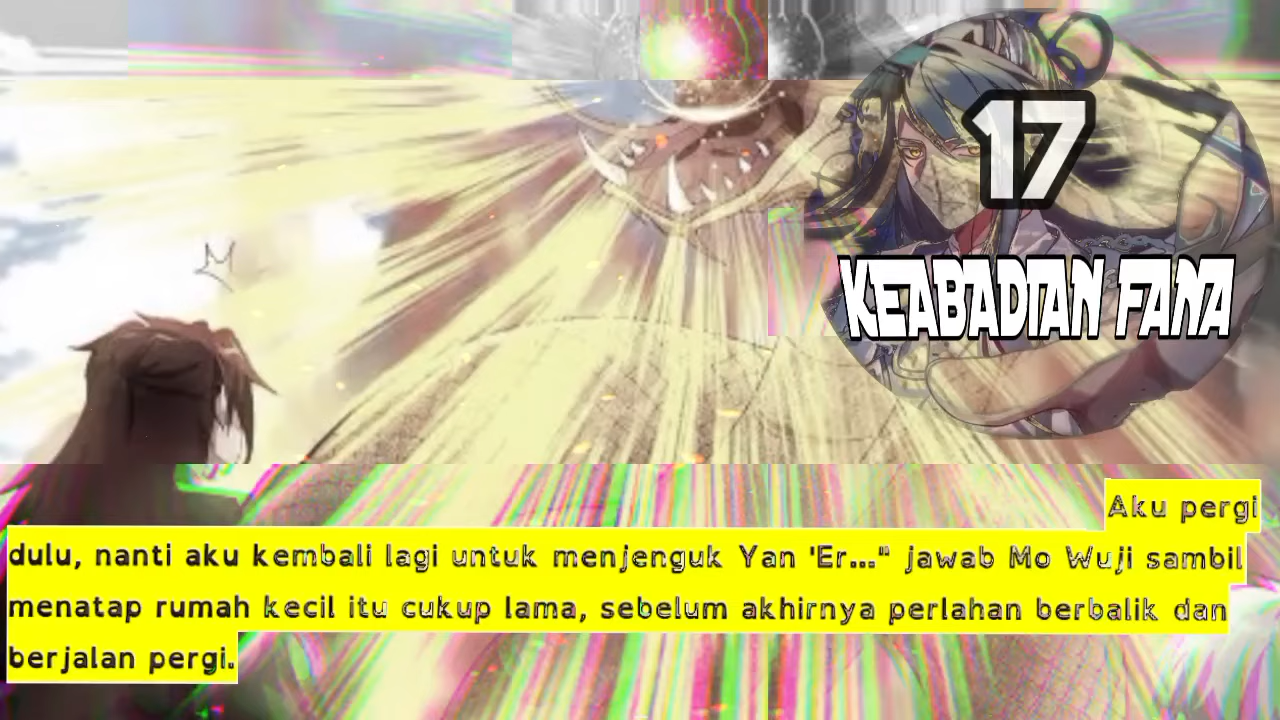 17
KEABADIAN FANA
Aku pergi
dulu, nanti aku kembali lagi untuk menjenguk Yan 'Er..." jawab Mo Wuji sambil
menatap rumah kecil itu cukup lama, sebelum akhirnya perlahan berbalik dan
berjalan pergi.